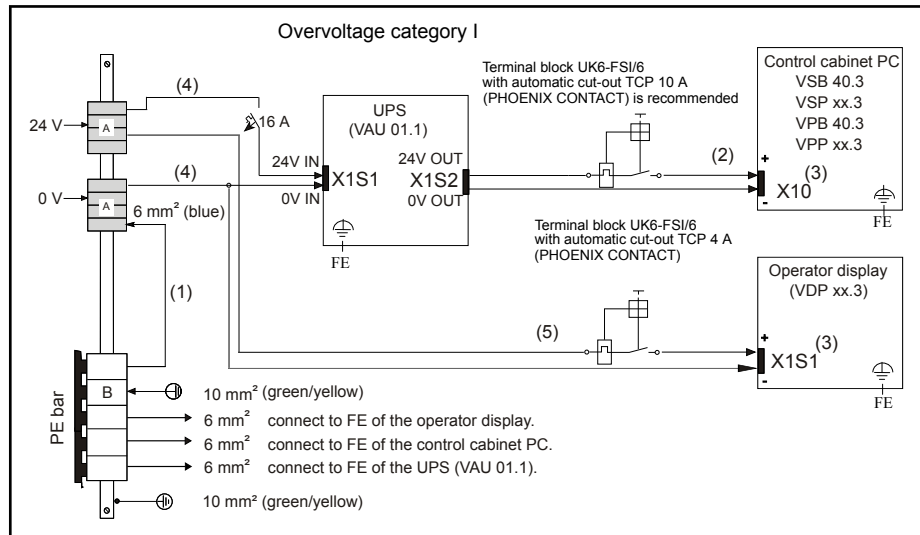 Overvoltage category I
(4)
16 A
24 V
A
(4)
0 V
A
6 mm² (blue)
(1)
UPS
(VAU 01.1)
24V IN
X1S1
0V IN
24V OUT
X1S2
0V OUT
FE
Terminal block UK6-FSI/6
with automatic cut-out TCP 10 A
(PHOENIX CONTACT) is recommended
(2)
Control cabinet PC
VSB 40.3
VSP xx.3
VPB 40.3
VPP xx.3
+
(3)
X10
-
FE
Terminal block UK6-FSI/6
with automatic cut-out TCP 4 A
(PHOENIX CONTACT)
(5)
Operator display
(VDP xx.3)
+
(3)
X1S1
-
FE
PE bar
B
10 mm² (green/yellow)
6 mm² connect to FE of the operator display.
6 mm² connect to FE of the control cabinet PC.
6 mm² connect to FE of the UPS (VAU 01.1).
10 mm² (green/yellow)